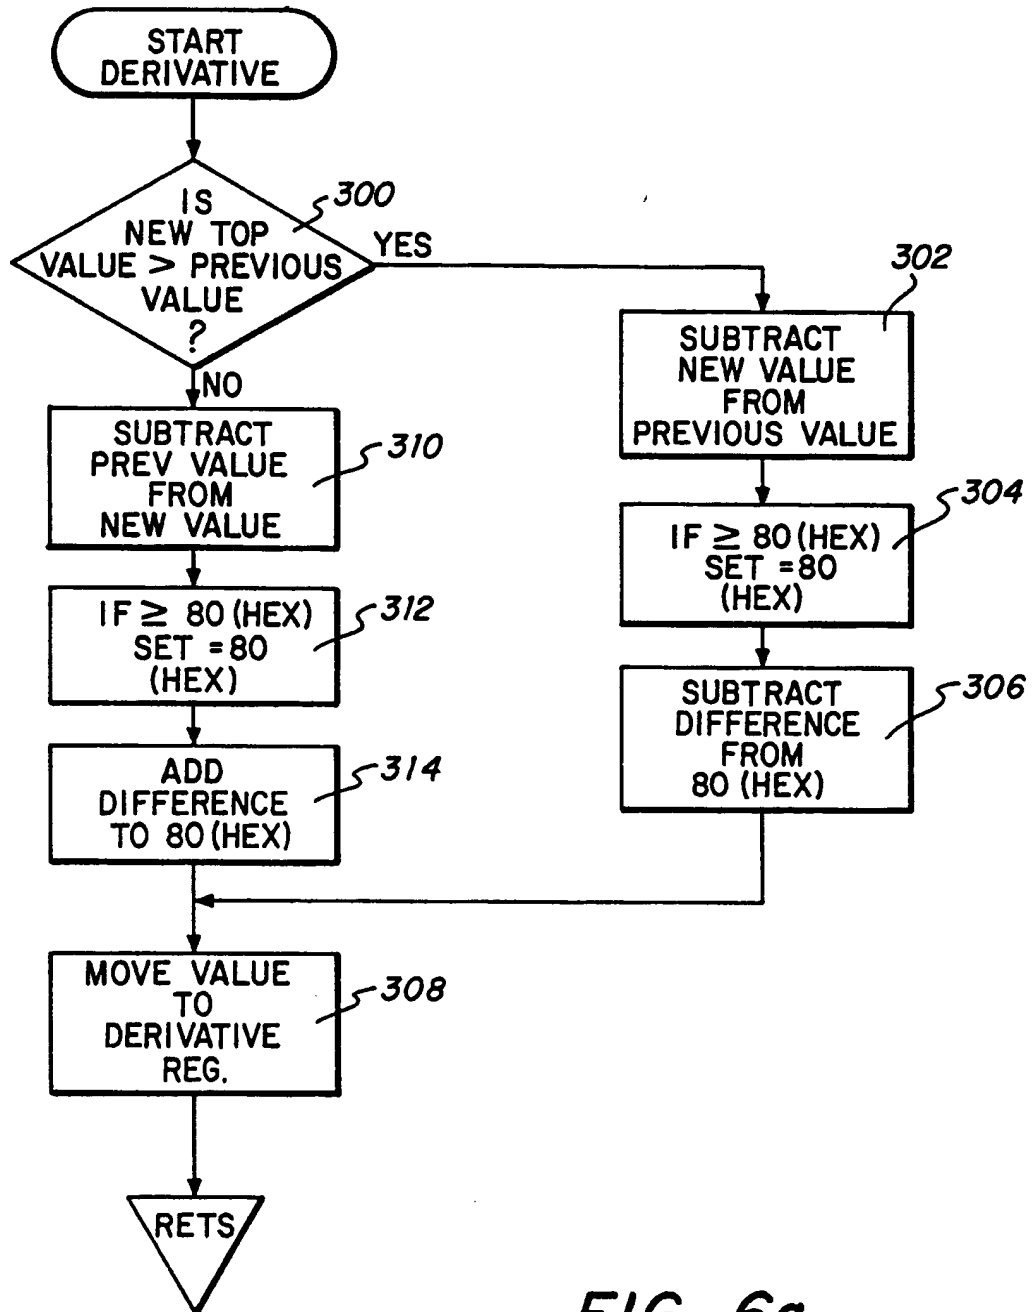 START
DERIVATIVE
IS
NEW TOP
VALUE > PREVIOUS
VALUE
?
300
YES
NO
302
SUBTRACT
NEW VALUE
FROM
PREVIOUS VALUE
304
IF ≥ 80 (HEX)
SET = 80
(HEX)
306
SUBTRACT
DIFFERENCE
FROM
80 (HEX)
SUBTRACT
PREV VALUE
FROM
NEW VALUE
310
IF ≥ 80 (HEX)
SET = 80
(HEX)
312
ADD
DIFFERENCE
TO 80 (HEX)
314
MOVE VALUE
TO
DERIVATIVE
REG.
308
RETS
FIG. 6a